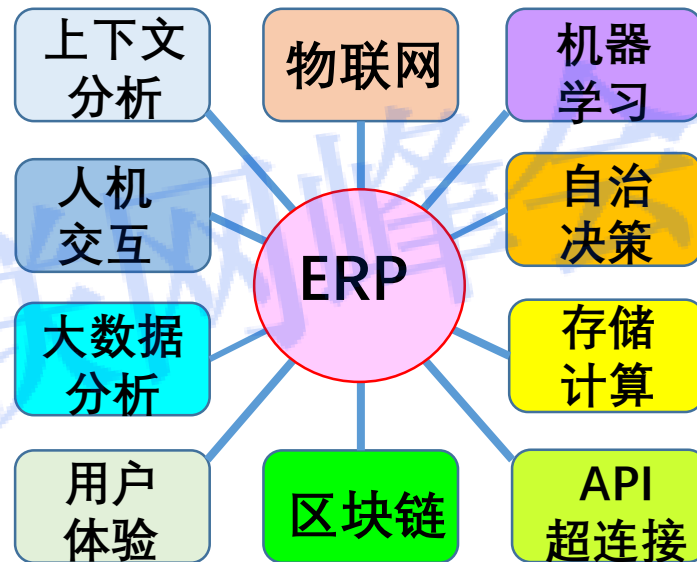 上下文
分析
物联网
机器
学习
人机
交互
自治
决策
ERP
大数据
分析
存储
计算
用户
体验
区块链
API
超连接